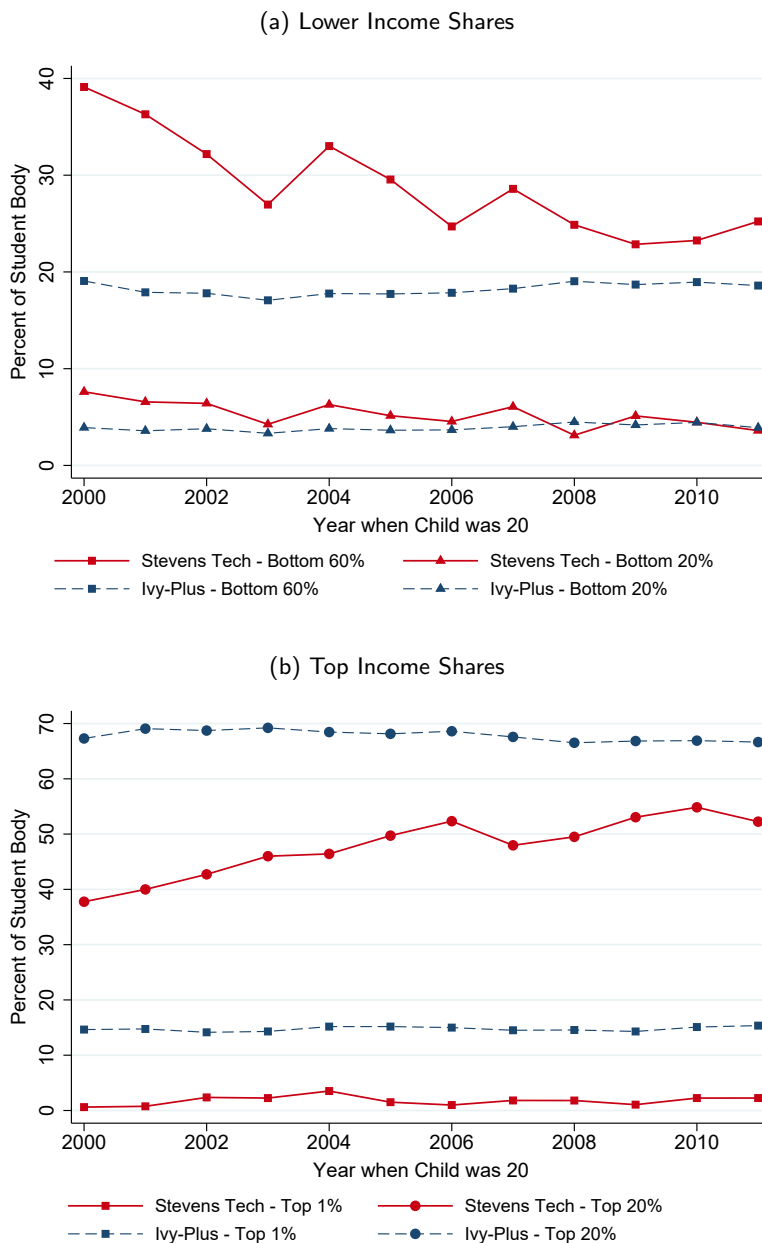 (a) Lower Income Shares
Percent of Student Body
40
30
20
10
0
2000 2002 2004 2006 2008 2010
Year when Child was 20
Stevens Tech - Bottom 60% Stevens Tech - Bottom 20%
Ivy-Plus - Bottom 60% Ivy-Plus - Bottom 20%
(b) Top Income Shares
Percent of Student Body
70
60
50
40
30
20
10
0
2000 2002 2004 2006 2008 2010
Year when Child was 20
Stevens Tech - Top 1% Stevens Tech - Top 20%
Ivy-Plus - Top 1% Ivy-Plus - Top 20%